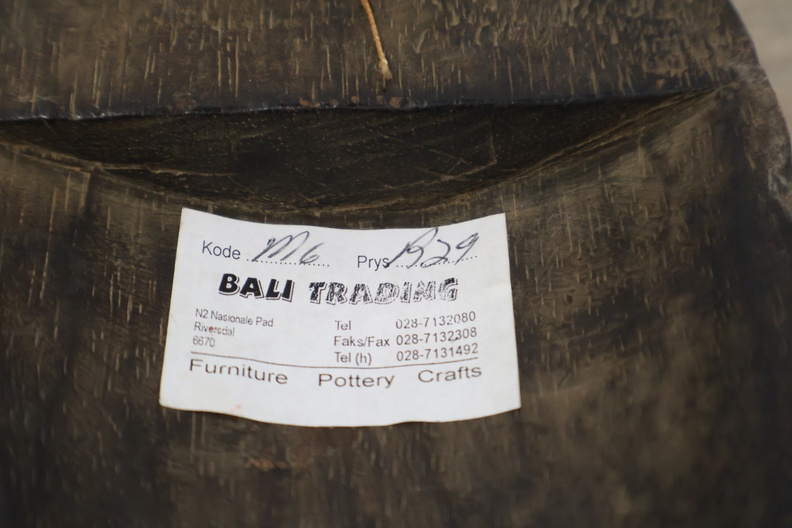 Kode M6 Prys R29
BALI TRADING
N2 Nasionale Pad
Riversdal
6670
Tel 028-7132080
Faks/Fax 028-7132308
Tel (h) 028-7131492
Furniture Pottery Crafts